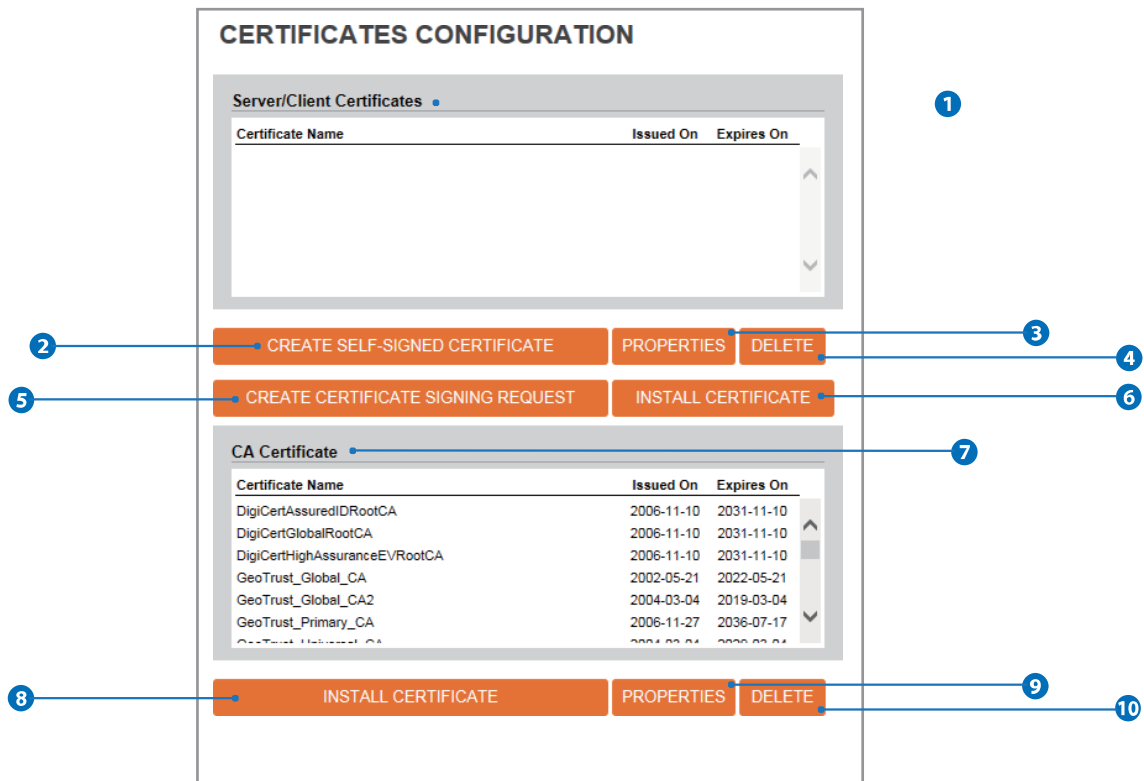 CERTIFICATES CONFIGURATION
Server/Client Certificates
1
Certificate Name Issued On Expires On
2 CREATE SELF-SIGNED CERTIFICATE PROPERTIES 3 DELETE 4
5 CREATE CERTIFICATE SIGNING REQUEST INSTALL CERTIFICATE 6
CA Certificate 7
Certificate Name Issued On Expires On
DigiCertAssuredIDRootCA 2006-11-10 2031-11-10
DigiCertGlobalRootCA 2006-11-10 2031-11-10
DigiCertHighAssuranceEVRootCA 2006-11-10 2031-11-10
GeoTrust_Global_CA 2002-05-21 2022-05-21
GeoTrust_Global_CA2 2004-03-04 2019-03-04
GeoTrust_Primary_CA 2006-11-27 2036-07-17
8 INSTALL CERTIFICATE PROPERTIES 9 DELETE 10